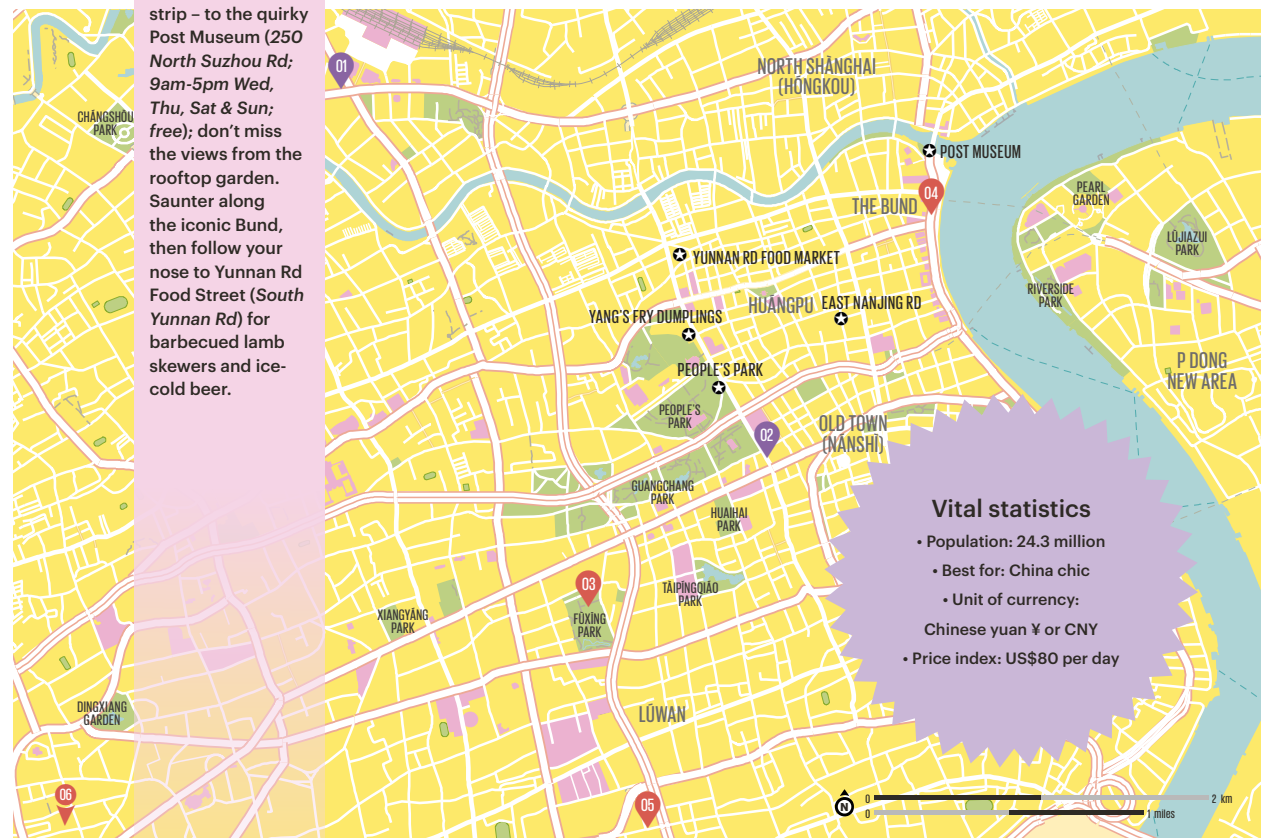 strip – to the quirky
Post Museum (250
North Suzhou Rd;
9am-5pm Wed,
Thu, Sat & Sun;
free); don't miss
the views from the
rooftop garden.
Saunter along
the iconic Bund,
then follow your
nose to Yunnan Rd
Food Street (South
Yunnan Rd) for
barbecued lamb
skewers and ice-
cold beer.
01
NORTH SHĀNGHAI
(HÓNGKOU)
CHĀNGSHÒU
PARK
POST MUSEUM
04
THE BUND
PEARL
GARDEN
LÙJIAZUI
PARK
YUNNAN RD FOOD MARKET
RIVERSIDE
PARK
HUÁNGPU
EAST NANJING RD
YANG'S FRY DUMPLINGS
PEOPLE'S PARK
P DONG
NEW AREA
PEOPLE'S
PARK
02
OLD TOWN
(NÁNSHÌ)
GUANGCHANG
PARK
HUAIHAI
PARK
03
TÀIPÍNGQIÁO
PARK
XIANGYÁNG
PARK
FÙXĪNG
PARK
DINGXIANG
GARDEN
LÚWAN
06
05
Vital statistics
• Population: 24.3 million
• Best for: China chic
• Unit of currency:
Chinese yuan ¥ or CNY
• Price index: US$80 per day
N
0 2 km
0 1 miles